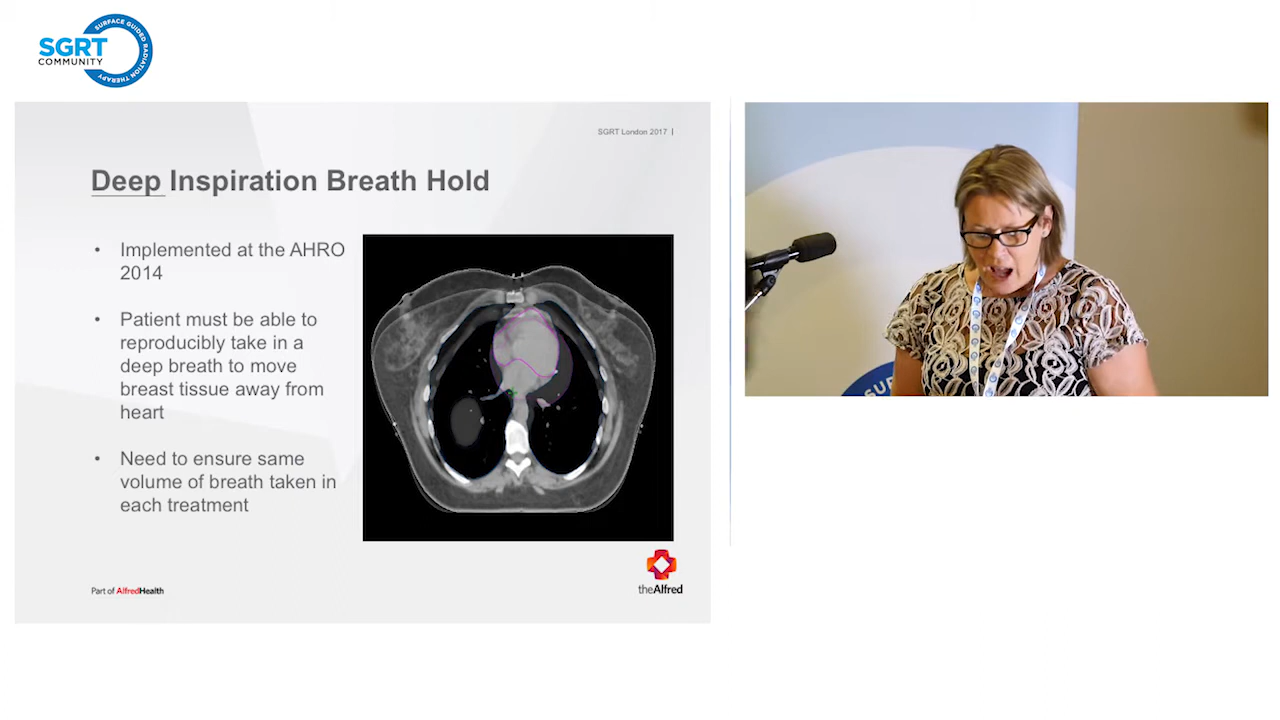 SGRT
COMMUNITY
SURFACE GUIDED RADIATION THERAPY
SGRT London 2017 |
Deep Inspiration Breath Hold
• Implemented at the AHRO
2014
• Patient must be able to
reproducibly take in a
deep breath to move
breast tissue away from
heart
• Need to ensure same
volume of breath taken in
each treatment
Part of AlfredHealth
theAlfred
SUR